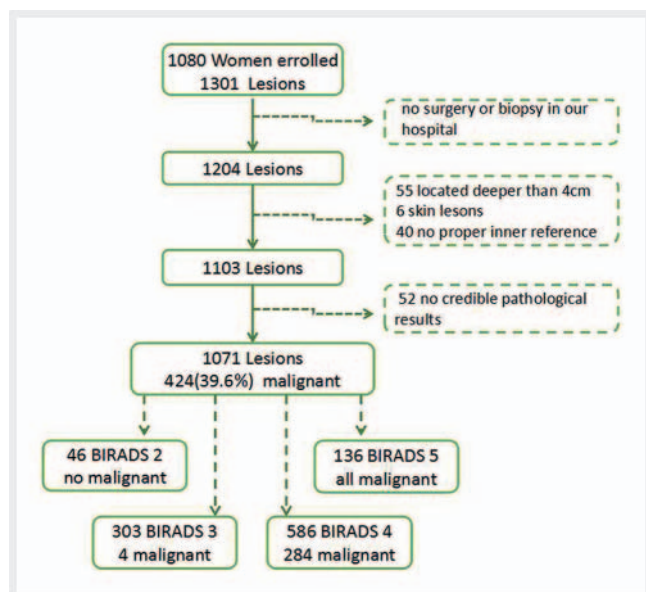 1080 Women enrolled
1301 Lesions
no surgery or biopsy in our
hospital
1204 Lesions
55 located deeper than 4cm
6 skin lesons
40 no proper inner reference
1103 Lesions
52 no credible pathological
results
1071 Lesions
424(39.6%) malignant
46 BIRADS 2
no malignant
136 BIRADS 5
all malignant
303 BIRADS 3
4 malignant
586 BIRADS 4
284 malignant